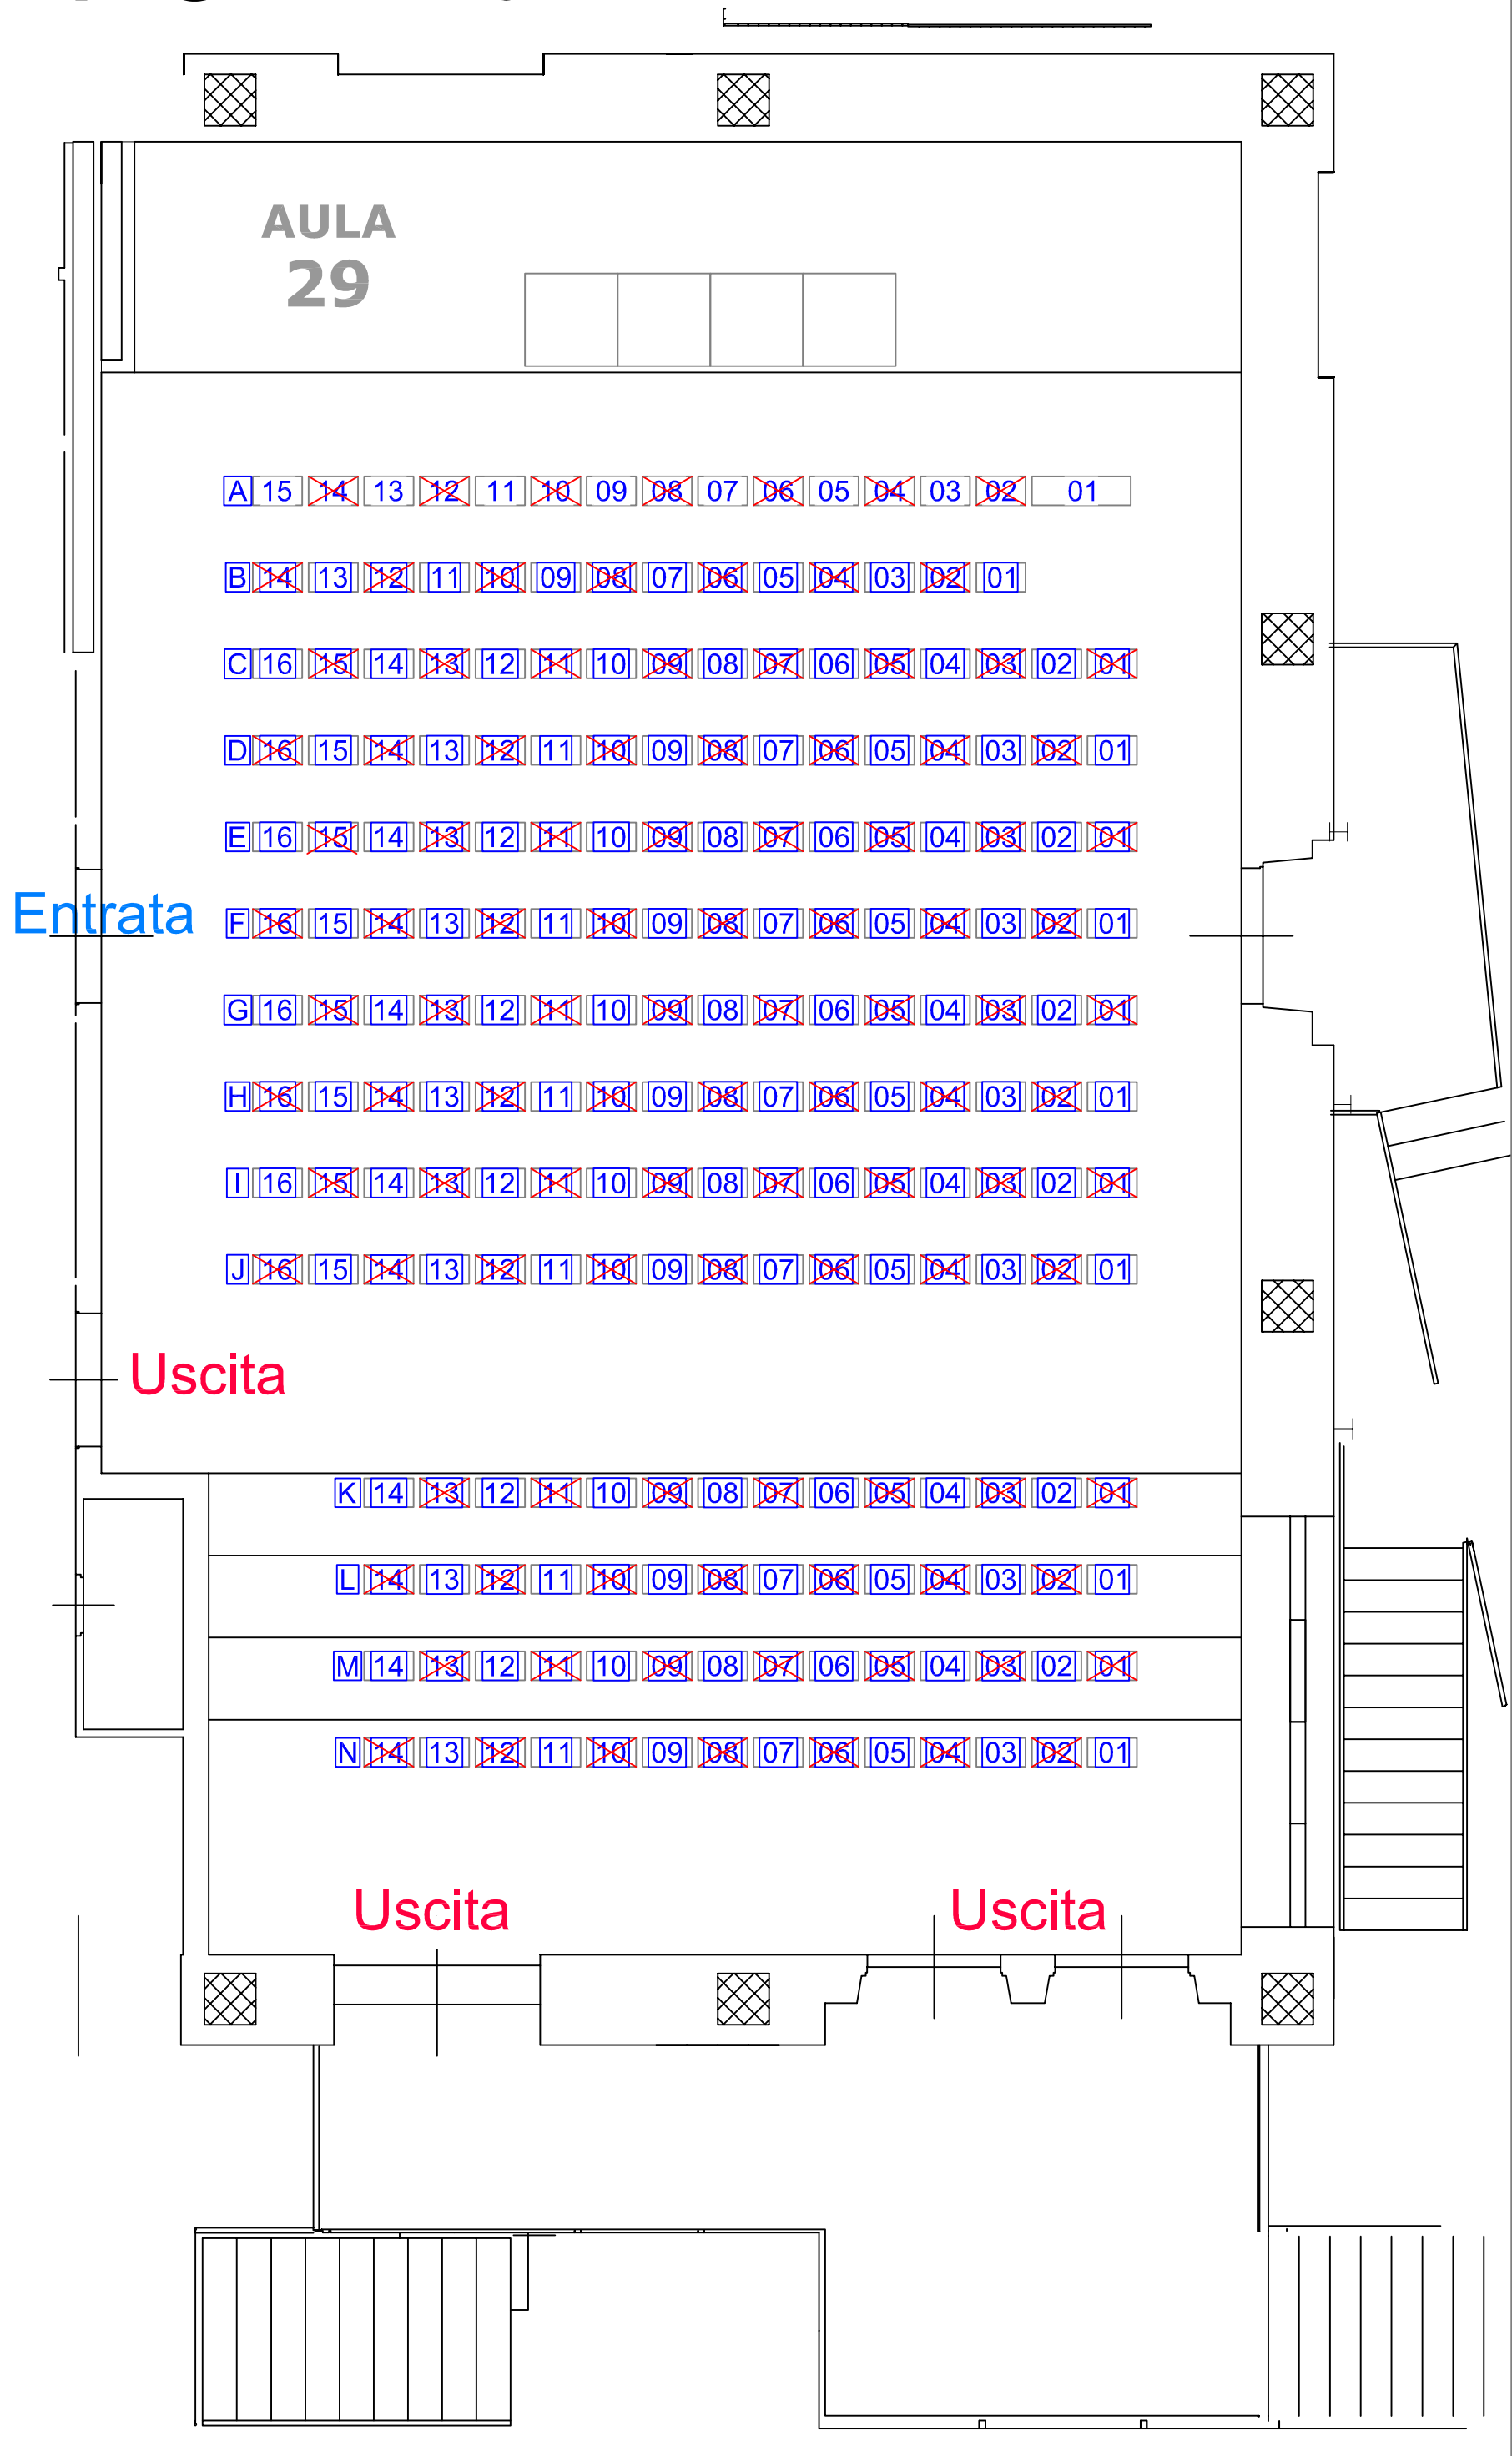 AULA
29
A 15 14 13 12 11 10 09 08 07 06 05 04 03 02 01
B 14 13 12 11 10 09 08 07 06 05 04 03 02 01
C 16 15 14 13 12 11 10 09 08 07 06 05 04 03 02 01
D 16 15 14 13 12 11 10 09 08 07 06 05 04 03 02 01
E 16 15 14 13 12 11 10 09 08 07 06 05 04 03 02 01
Entrata
F 16 15 14 13 12 11 10 09 08 07 06 05 04 03 02 01
G 16 15 14 13 12 11 10 09 08 07 06 05 04 03 02 01
H 16 15 14 13 12 11 10 09 08 07 06 05 04 03 02 01
I 16 15 14 13 12 11 10 09 08 07 06 05 04 03 02 01
J 16 15 14 13 12 11 10 09 08 07 06 05 04 03 02 01
Uscita
K 14 13 12 11 10 09 08 07 06 05 04 03 02 01
L 14 13 12 11 10 09 08 07 06 05 04 03 02 01
M 14 13 12 11 10 09 08 07 06 05 04 03 02 01
N 14 13 12 11 10 09 08 07 06 05 04 03 02 01
Uscita Uscita